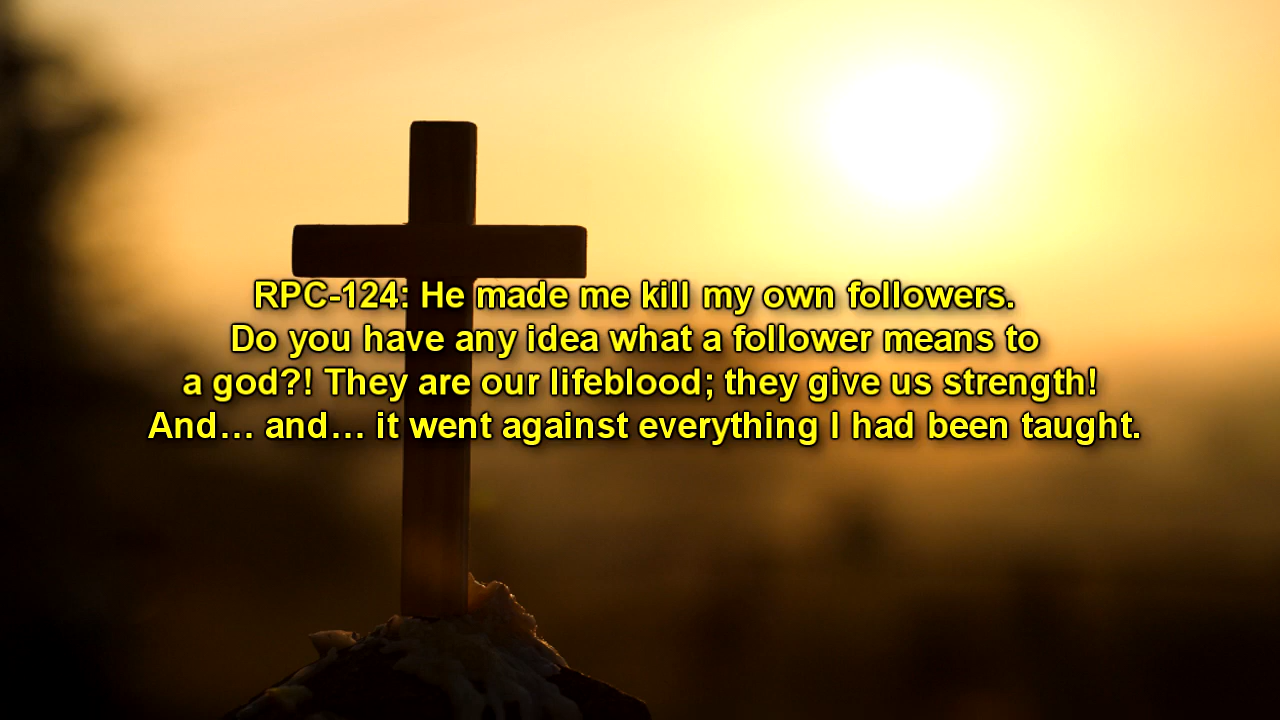 RPC-124: He made me kill my own followers.
Do you have any idea what a follower means to
a god?! They are our lifeblood; they give us strength!
And… and… it went against everything I had been taught.